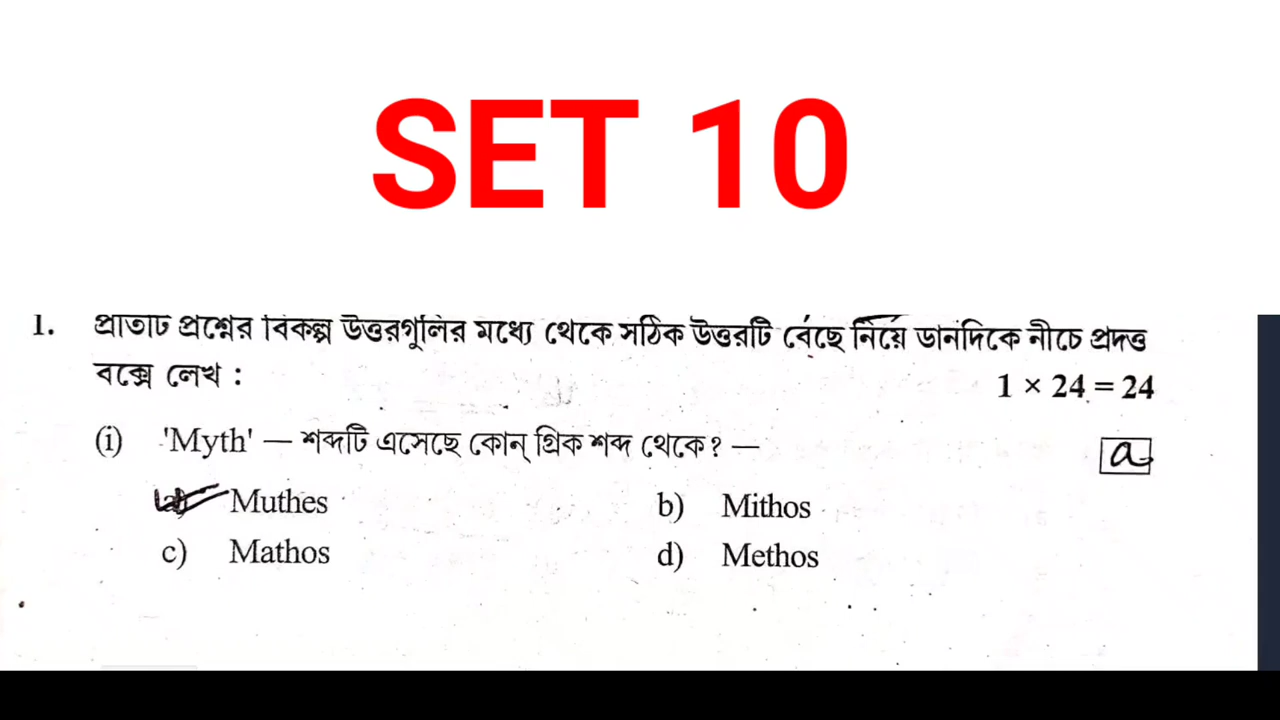 SET 10
1. প্রতিটি প্রশ্নের বিকল্প উত্তরগুলির মধ্যে থেকে সঠিক উত্তরটি বেঁছে নিয়ে ডানদিকে নীচে প্রদত্ত
বক্সে লেখ : 1 × 24 = 24
(i) 'Myth' — শব্দটি এসেছে কোন্ গ্রিক শব্দ থেকে? — a
a) Muthes b) Mithos
c) Mathos d) Methos